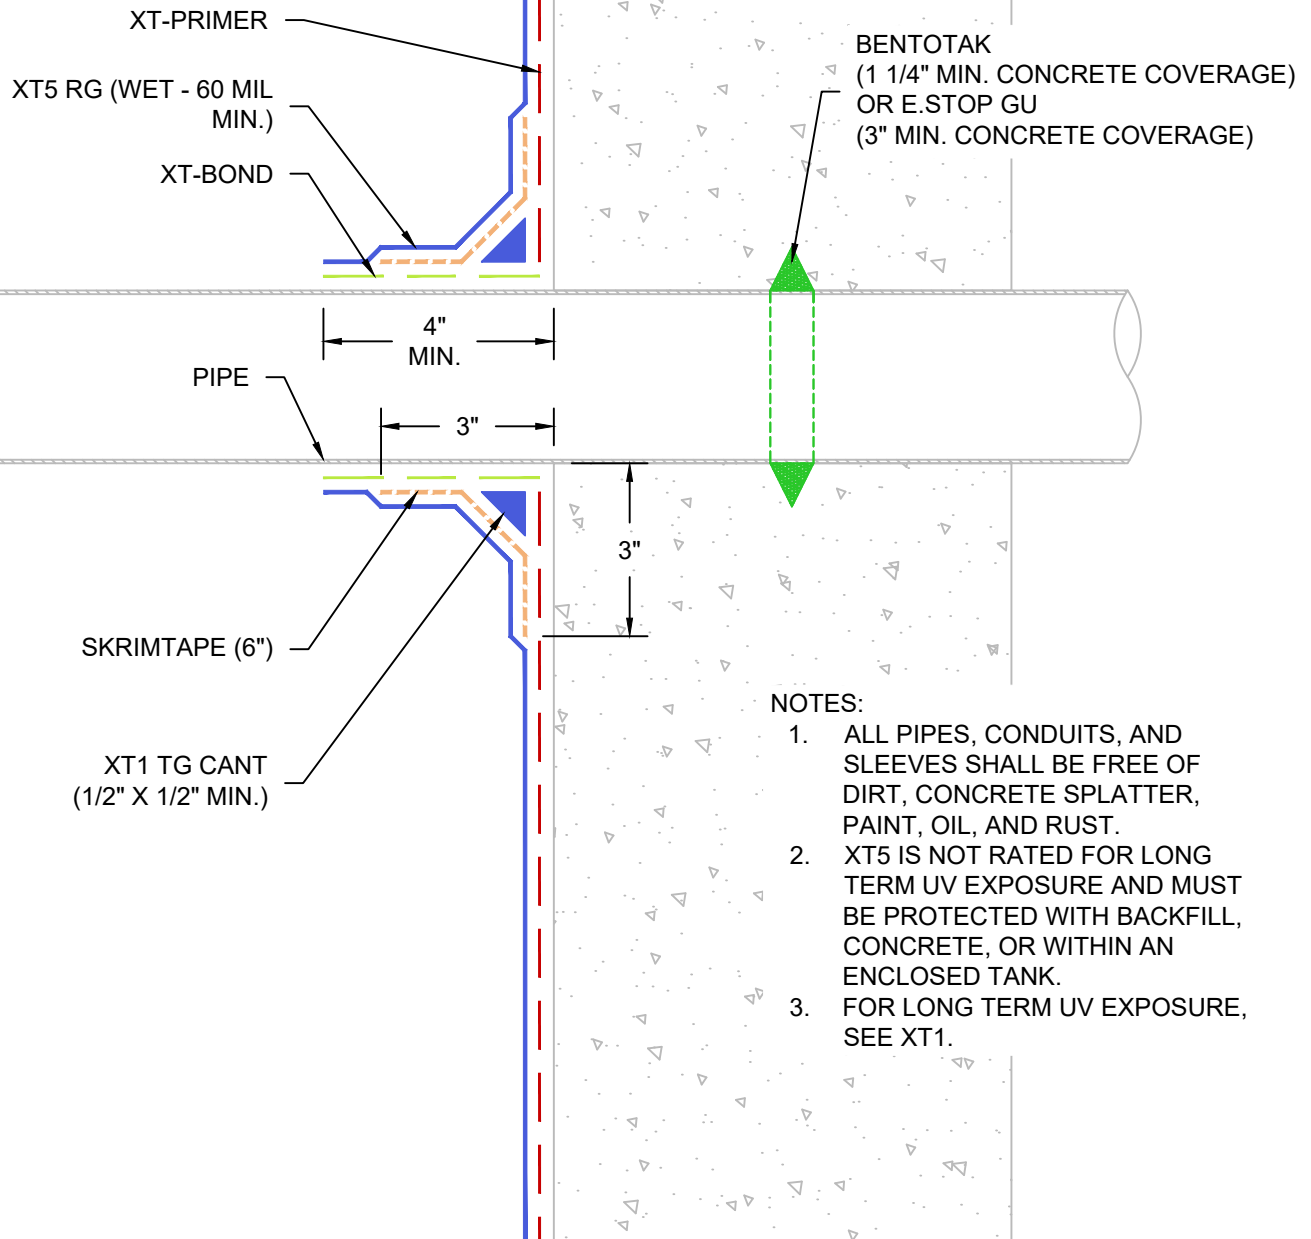 XT-PRIMER
XT5 RG (WET - 60 MIL
MIN.)
XT-BOND
BENTOTAK
(1 1/4" MIN. CONCRETE COVERAGE)
OR E.STOP GU
(3" MIN. CONCRETE COVERAGE)
4"
MIN.
PIPE
3"
3"
SKRIMTAPE (6")
XT1 TG CANT
(1/2" X 1/2" MIN.)
NOTES:
1. ALL PIPES, CONDUITS, AND
SLEEVES SHALL BE FREE OF
DIRT, CONCRETE SPLATTER,
PAINT, OIL, AND RUST.
2. XT5 IS NOT RATED FOR LONG
TERM UV EXPOSURE AND MUST
BE PROTECTED WITH BACKFILL,
CONCRETE, OR WITHIN AN
ENCLOSED TANK.
3. FOR LONG TERM UV EXPOSURE,
SEE XT1.